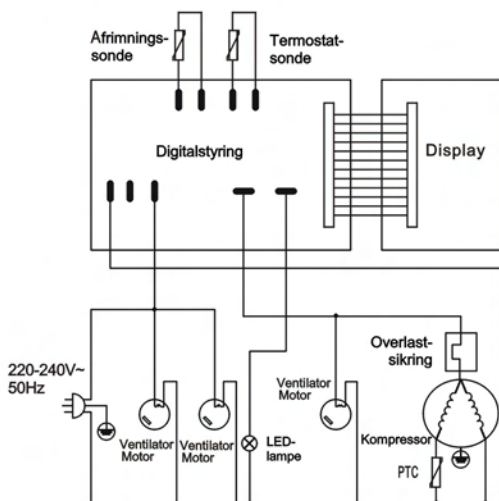 Afrimnings-
sonde
Termostat-
sonde
Digitalstyring
Display
Overlast-
sikring
220-240V~
50Hz
Ventilator
Motor
Ventilator
Motor
Ventilator
Motor
LED-
lampe
Kompressor
PTC